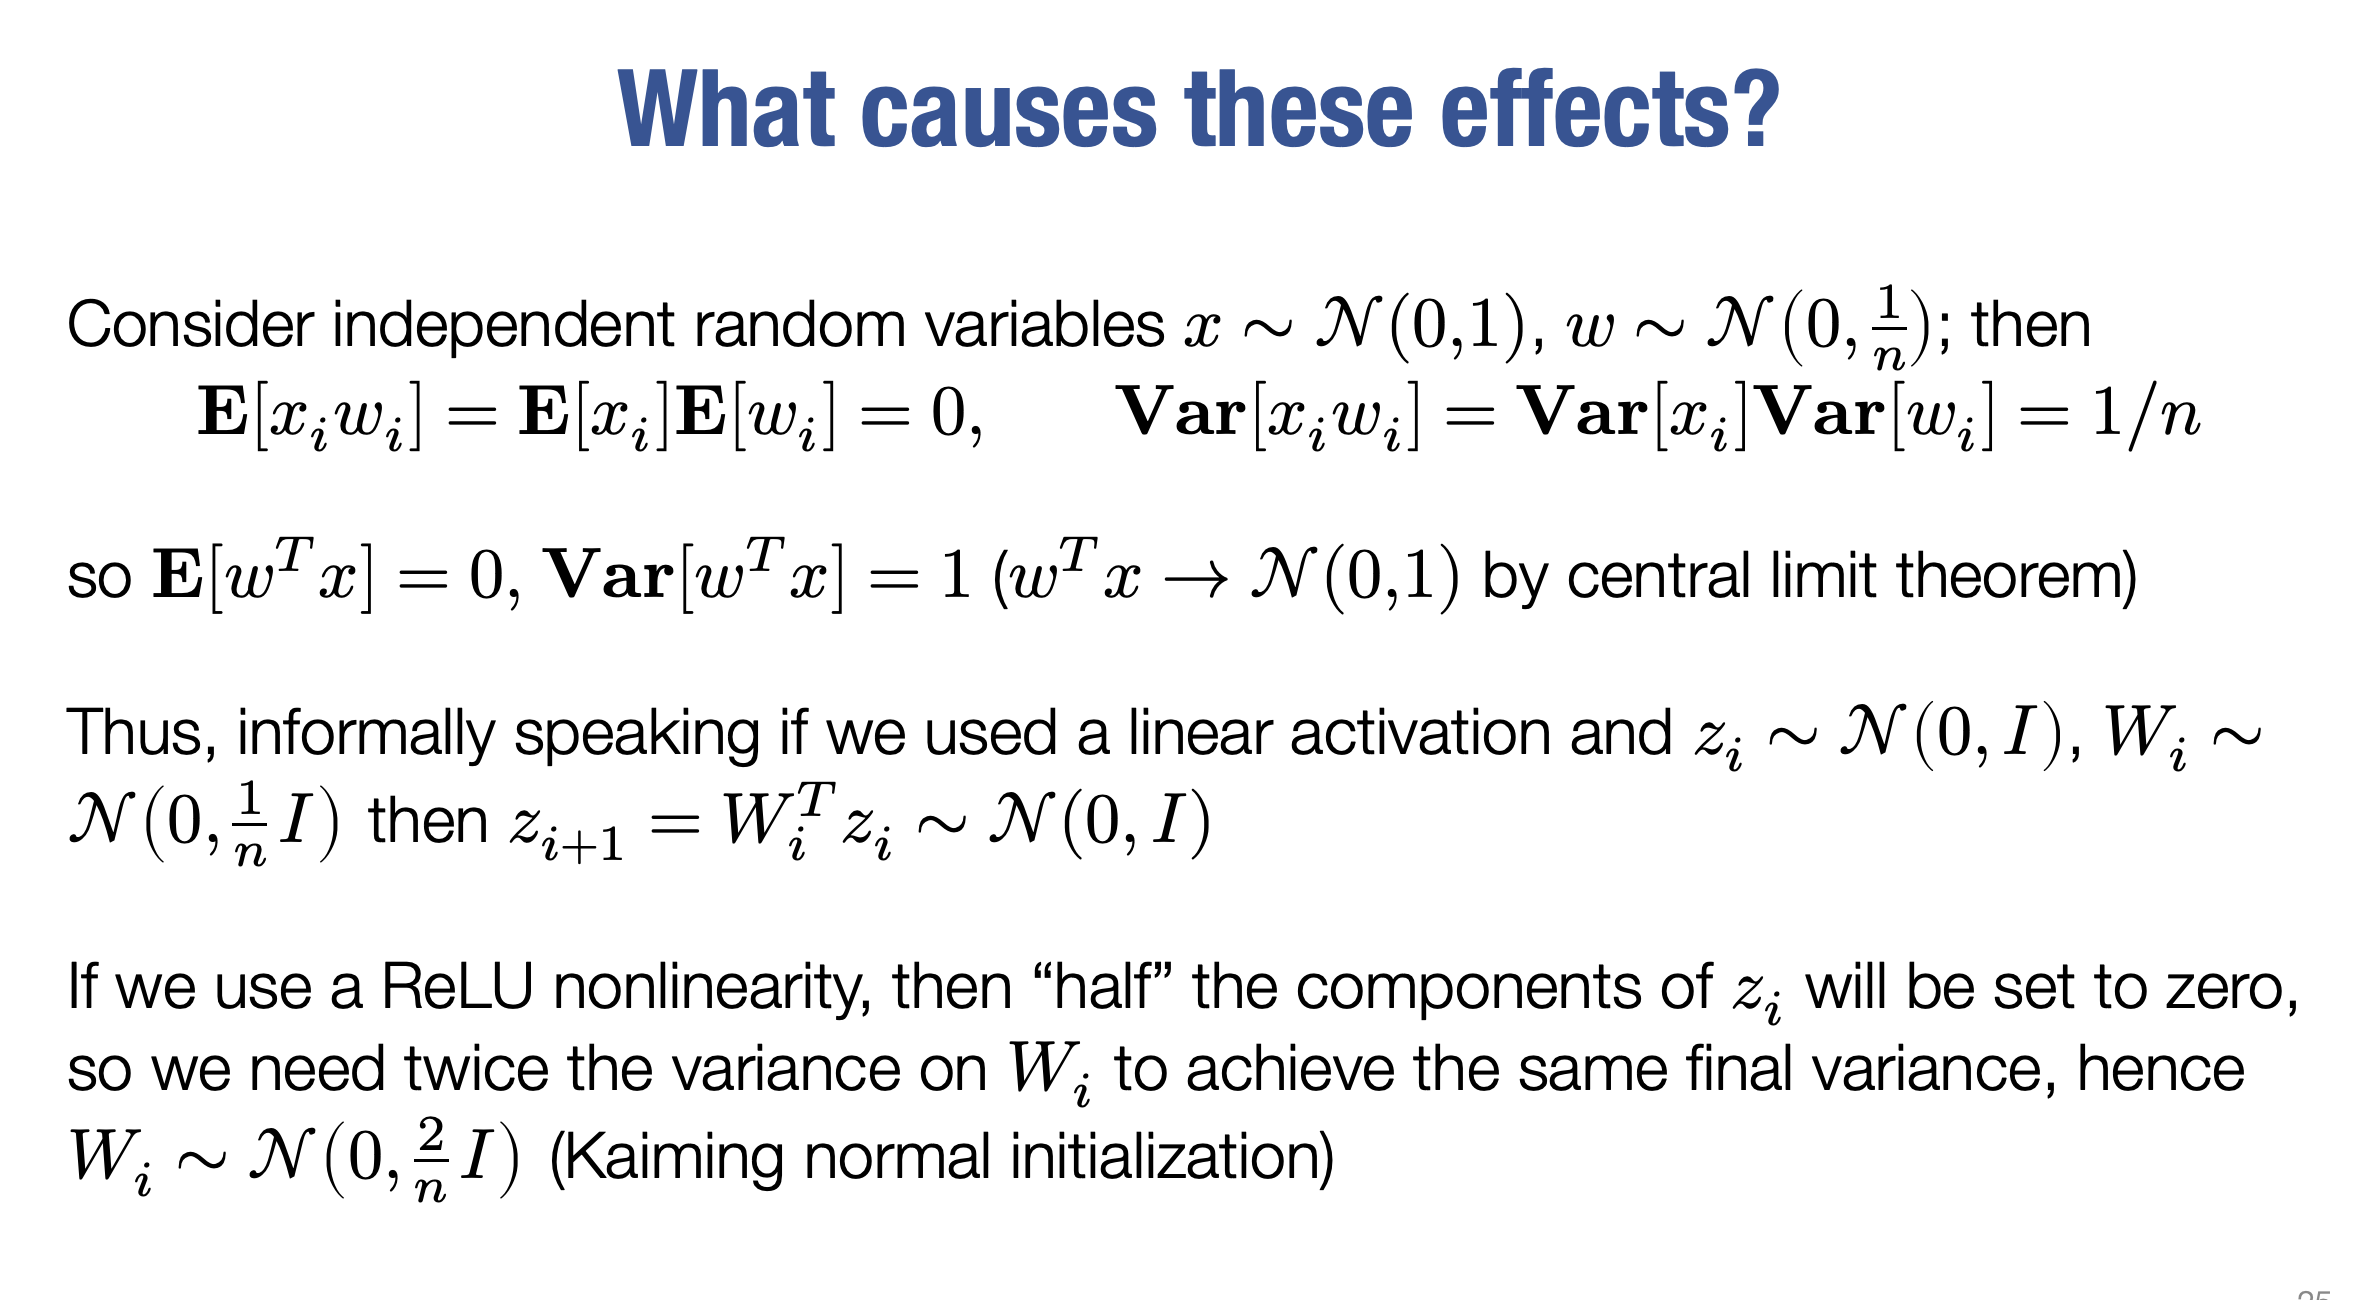 What causes these effects?
Consider independent random variables $x \sim \mathcal{N}(0,1)$, $w \sim \mathcal{N}(0, \frac{1}{n})$; then
$\mathbf{E}[x_i w_i] = \mathbf{E}[x_i]\mathbf{E}[w_i] = 0, \quad \mathbf{Var}[x_i w_i] = \mathbf{Var}[x_i]\mathbf{Var}[w_i] = 1/n$
so $\mathbf{E}[w^T x] = 0$, $\mathbf{Var}[w^T x] = 1$ ($w^T x \to \mathcal{N}(0,1)$ by central limit theorem)
Thus, informally speaking if we used a linear activation and $z_i \sim \mathcal{N}(0, I)$, $W_i \sim$
$\mathcal{N}(0, \frac{1}{n} I)$ then $z_{i+1} = W_i^T z_i \sim \mathcal{N}(0, I)$
If we use a ReLU nonlinearity, then “half” the components of $z_i$ will be set to zero,
so we need twice the variance on $W_i$ to achieve the same final variance, hence
$W_i \sim \mathcal{N}(0, \frac{2}{n} I)$ (Kaiming normal initialization)